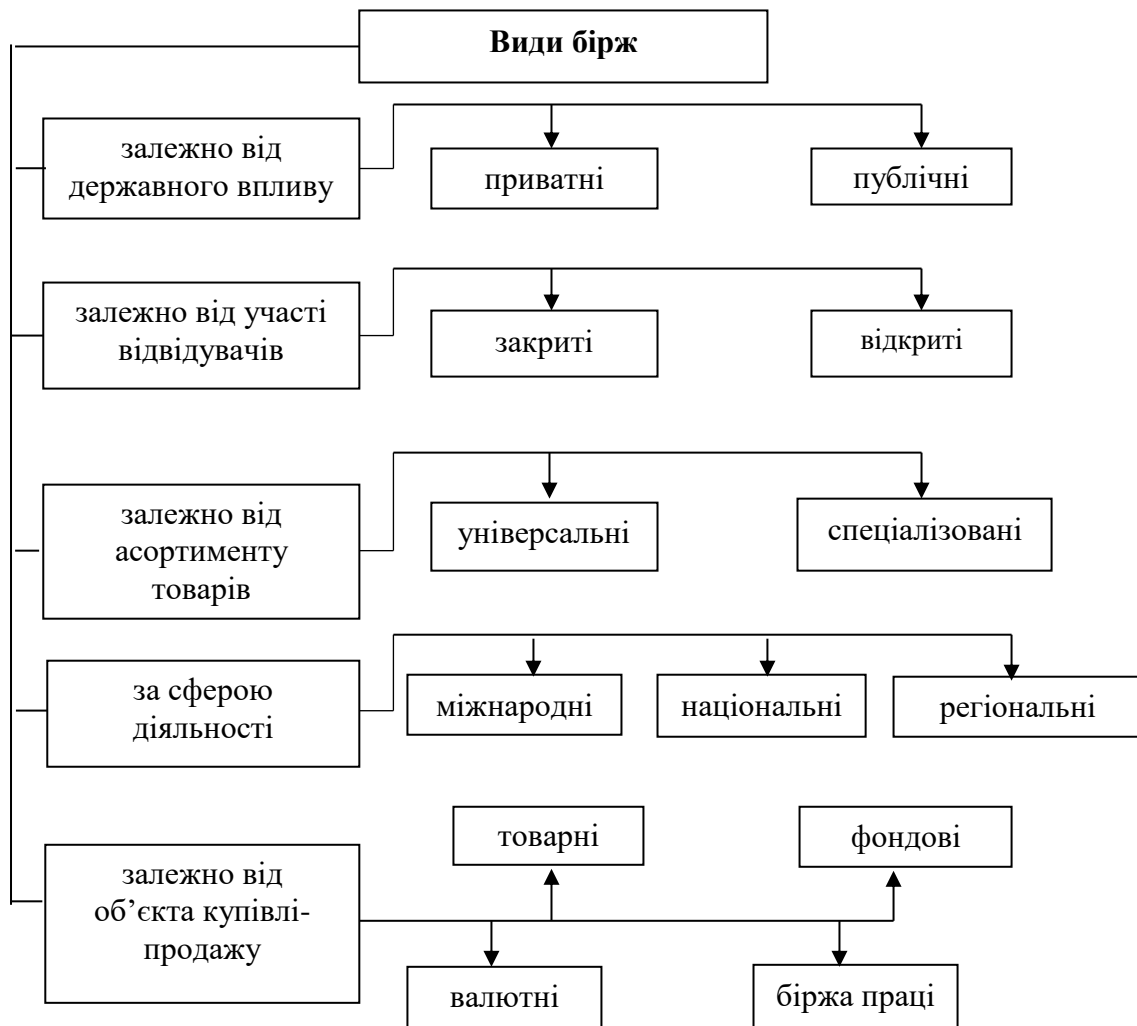 Види бірж
залежно від
державного впливу
приватні
публічні
залежно від участі
відвідувачів
закриті
відкриті
залежно від
асортименту
товарів
універсальні
спеціалізовані
за сферою
діяльності
міжнародні
національні
регіональні
залежно від
об’єкта купівлі-
продажу
товарні
фондові
валютні
біржа праці